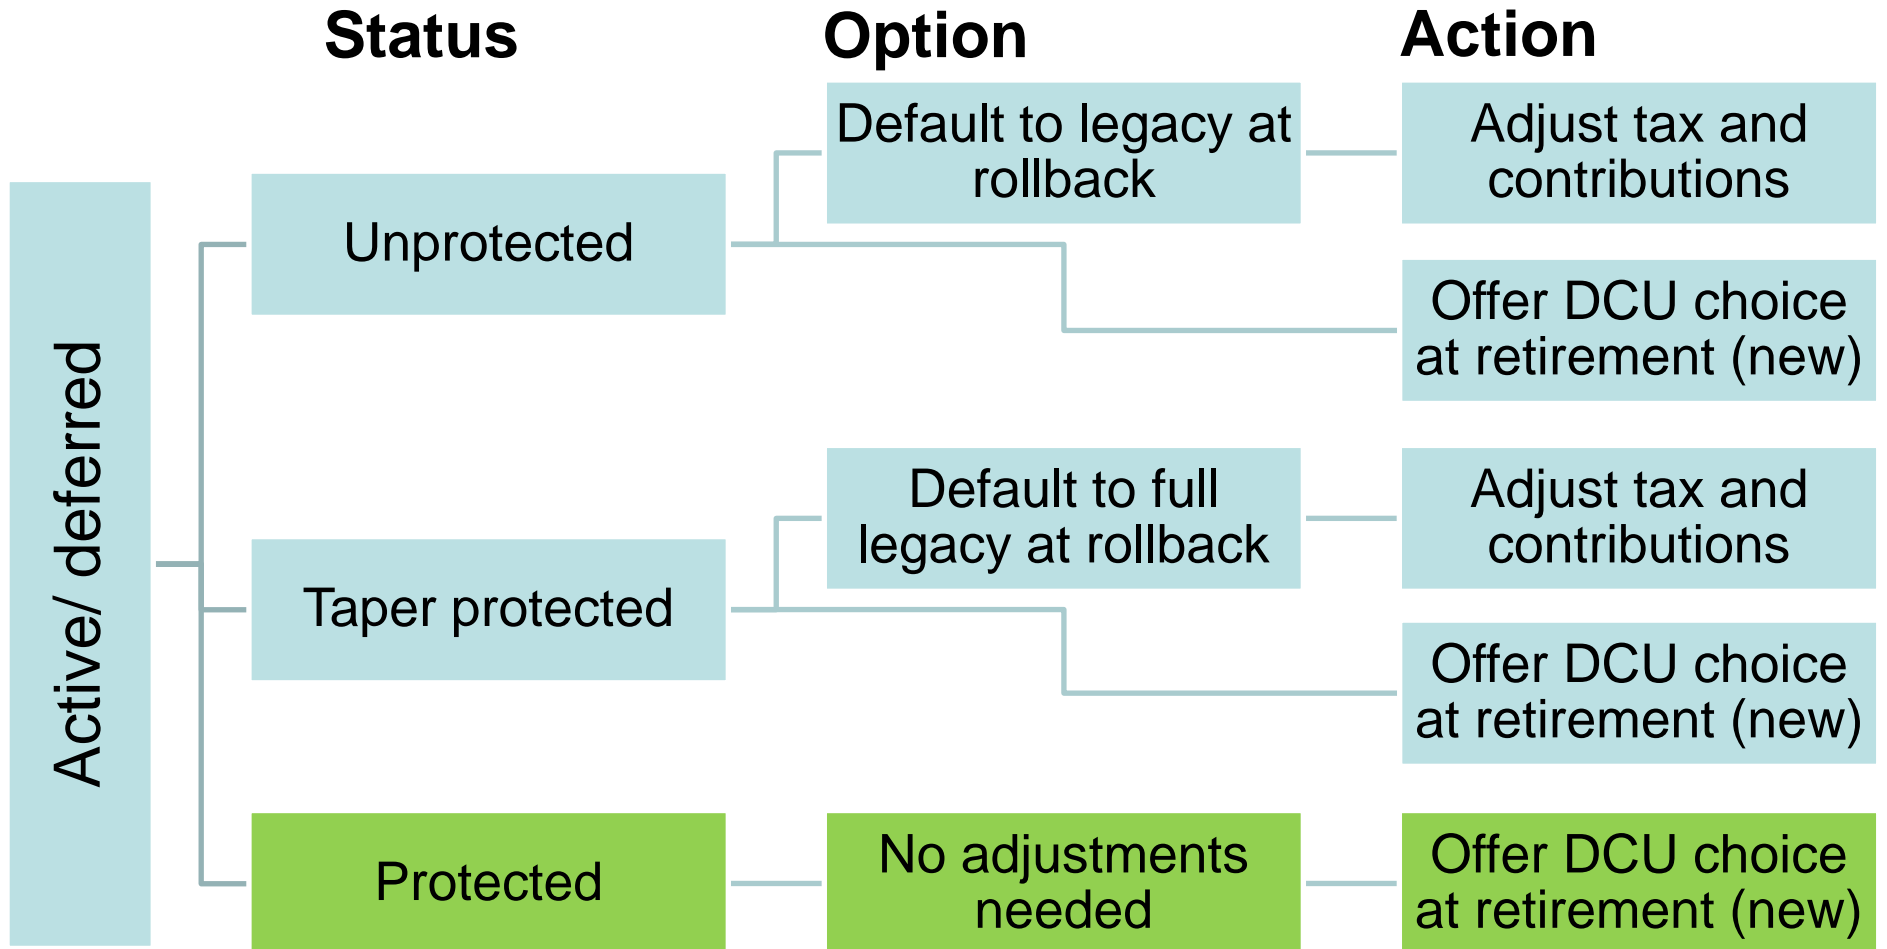 Status
Option
Action
Active/ deferred
Unprotected
Default to legacy at
rollback
Adjust tax and
contributions
Offer DCU choice
at retirement (new)
Taper protected
Default to full
legacy at rollback
Adjust tax and
contributions
Offer DCU choice
at retirement (new)
Protected
No adjustments
needed
Offer DCU choice
at retirement (new)